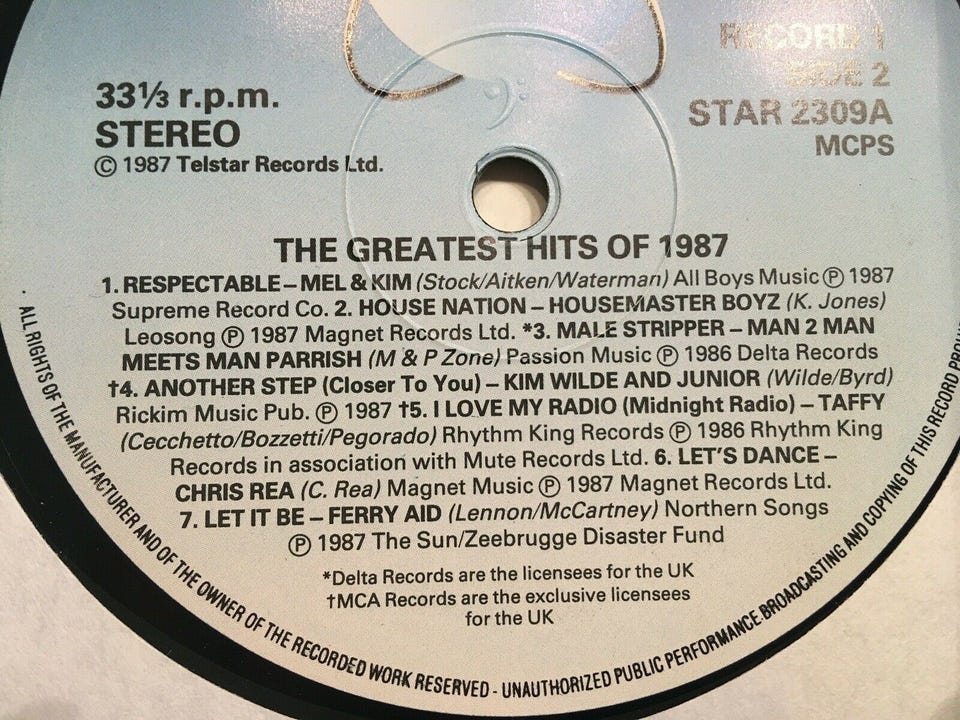 RECORD 1
SIDE 2
STAR 2309A
MCPS
33⅓ r.p.m.
STEREO
© 1987 Telstar Records Ltd.
THE GREATEST HITS OF 1987
1. RESPECTABLE – MEL & KIM (Stock/Aitken/Waterman) All Boys Music Ⓟ 1987
Supreme Record Co. 2. HOUSE NATION – HOUSEMASTER BOYZ (K. Jones)
Leosong Ⓟ 1987 Magnet Records Ltd. *3. MALE STRIPPER – MAN 2 MAN
MEETS MAN PARRISH (M & P Zone) Passion Music Ⓟ 1986 Delta Records
†4. ANOTHER STEP (Closer To You) – KIM WILDE AND JUNIOR (Wilde/Byrd)
Rickim Music Pub. Ⓟ 1987 †5. I LOVE MY RADIO (Midnight Radio) – TAFFY
(Cecchetto/Bozzetti/Pegorado) Rhythm King Records Ⓟ 1986 Rhythm King
Records in association with Mute Records Ltd. 6. LET'S DANCE –
CHRIS REA (C. Rea) Magnet Music Ⓟ 1987 Magnet Records Ltd.
7. LET IT BE – FERRY AID (Lennon/McCartney) Northern Songs
Ⓟ 1987 The Sun/Zeebrugge Disaster Fund
*Delta Records are the licensees for the UK
†MCA Records are the exclusive licensees
for the UK
ALL RIGHTS OF THE MANUFACTURER AND OF THE OWNER OF THE RECORDED WORK RESERVED - UNAUTHORIZED PUBLIC PERFORMANCE BROADCASTING AND COPYING OF THIS RECORD